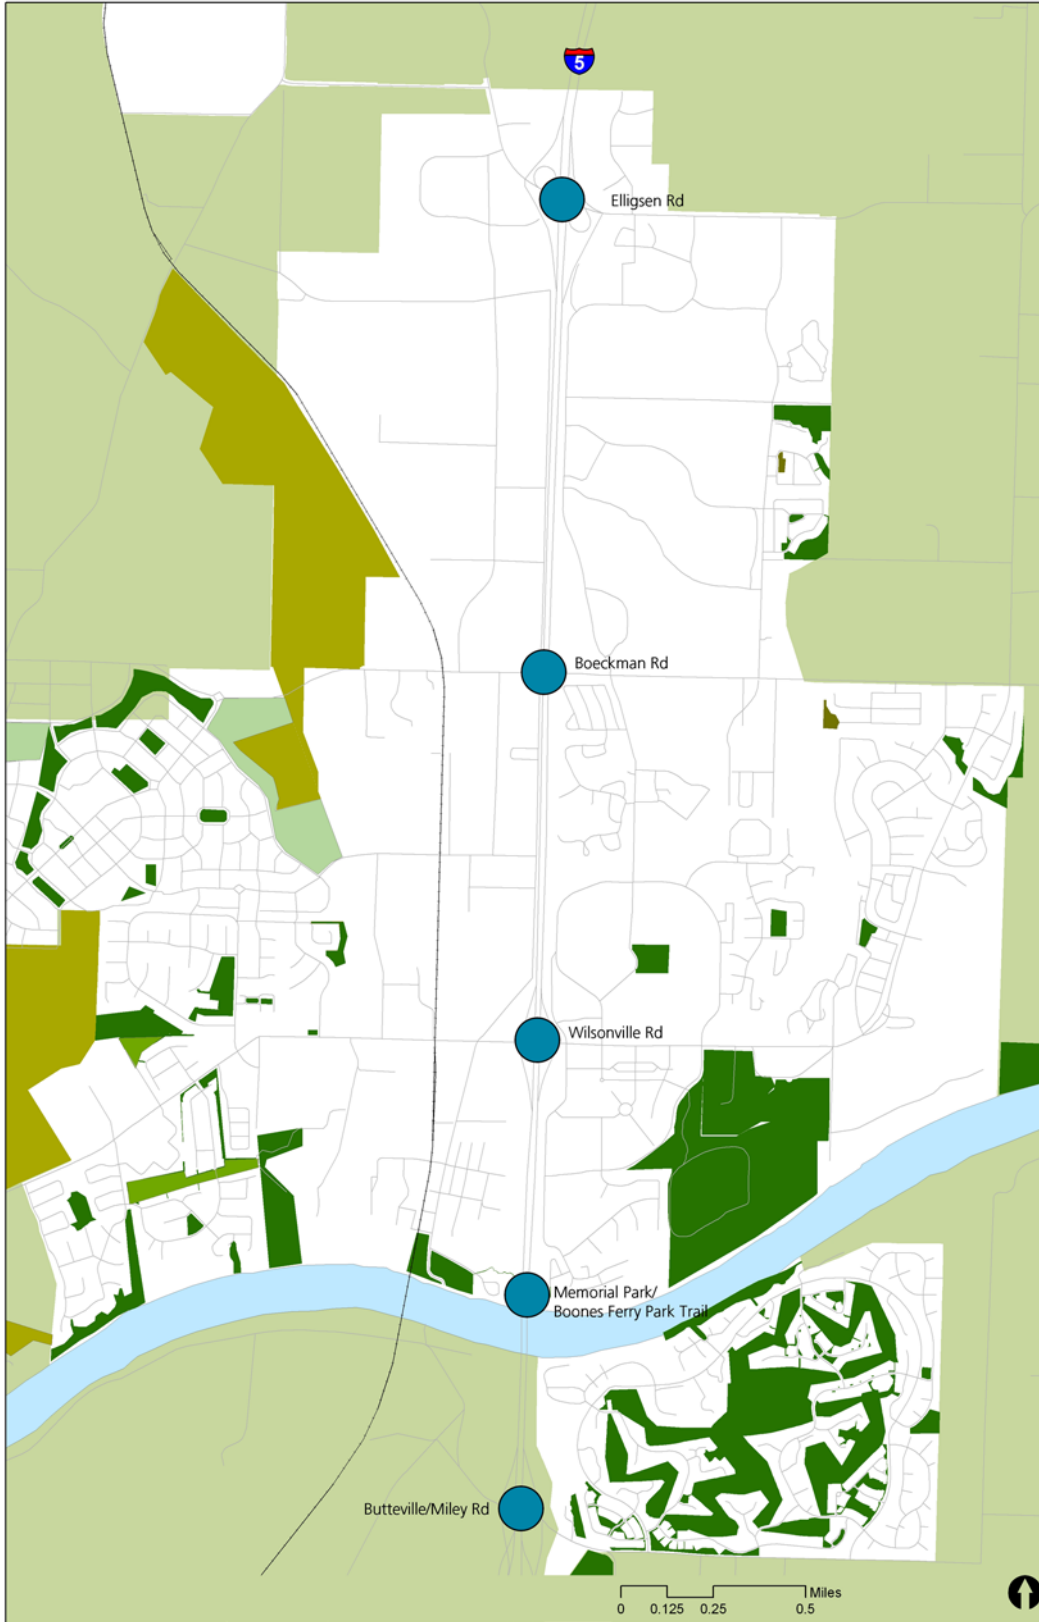 5
Elligsen Rd
Boeckman Rd
Wilsonville Rd
Memorial Park/
Boones Ferry Park Trail
Butteville/Miley Rd
Miles
0 0.125 0.25 0.5